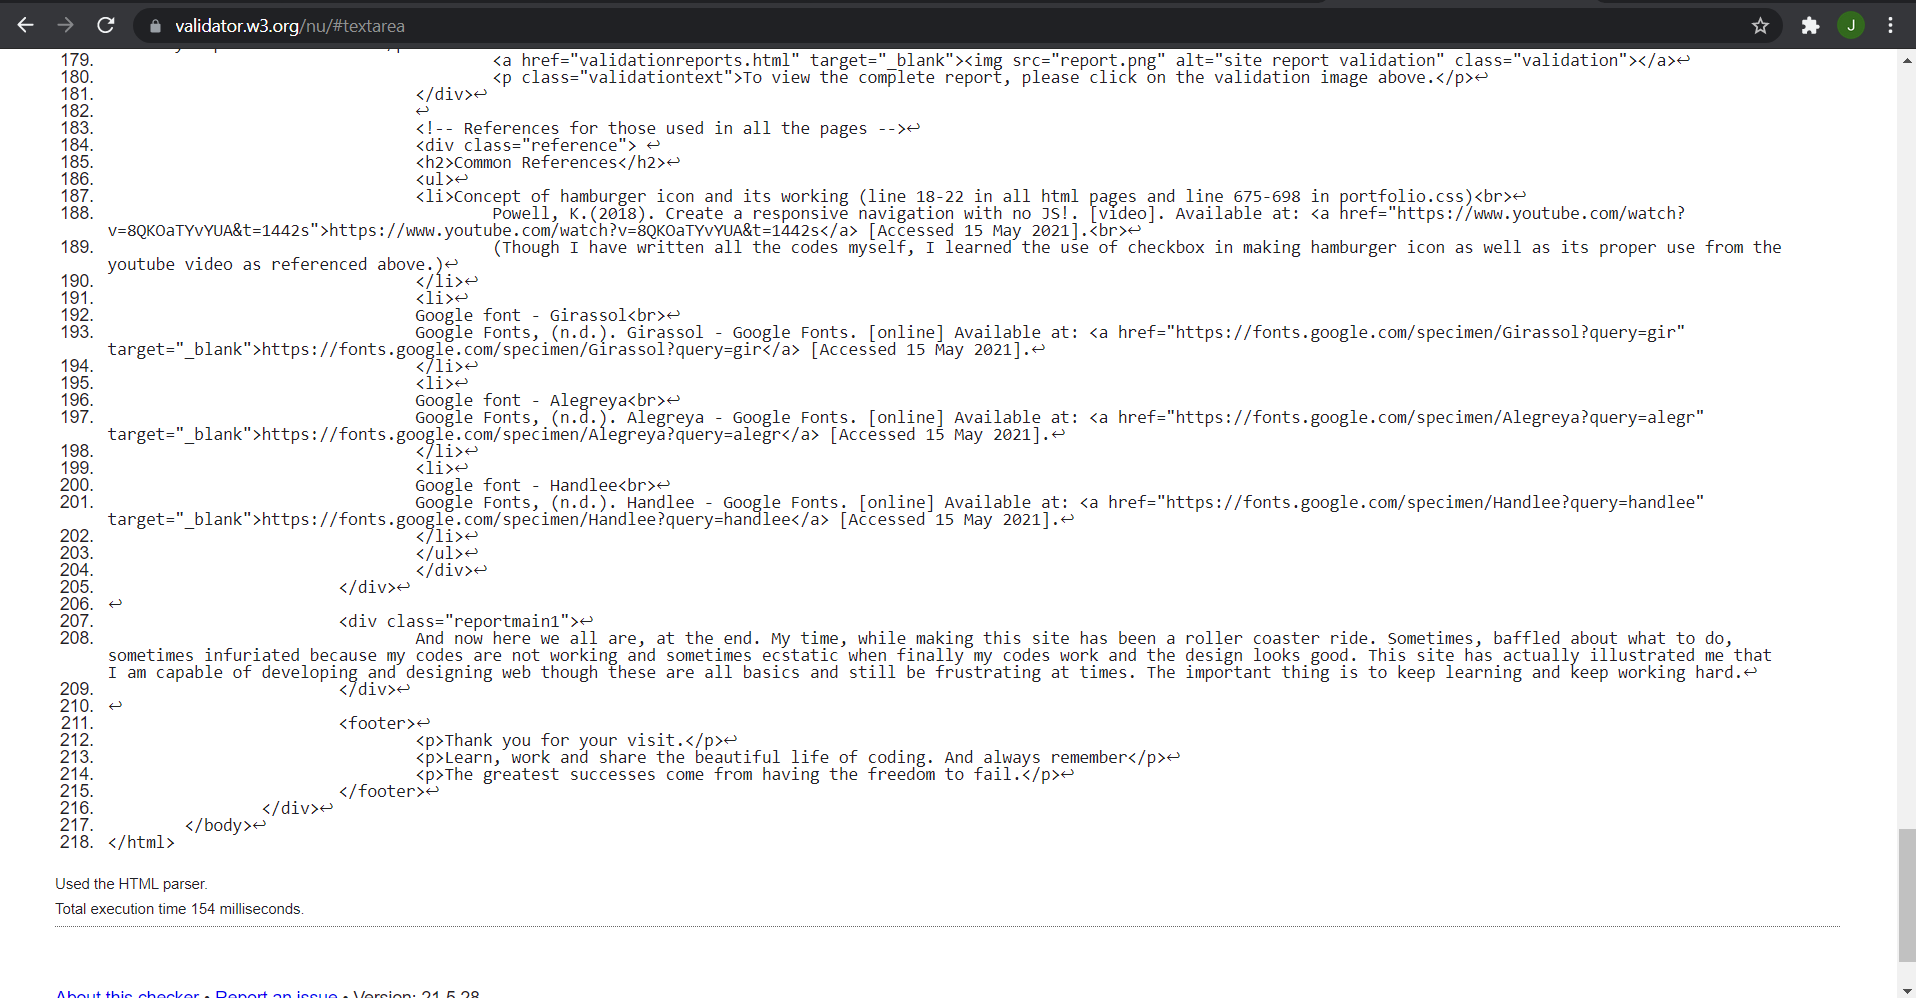 validator.w3.org/nu/#textarea
J
179. <a href="validationreports.html" target="_blank"><img src="report.png" alt="site report validation" class="validation"></a>↩
180. <p class="validationtext">To view the complete report, please click on the validation image above.</p>↩
181. </div>↩
182. ↩
183. <!-- References for those used in all the pages -->↩
184. <div class="reference"> ↩
185. <h2>Common References</h2>↩
186. <ul>↩
187. <li>Concept of hamburger icon and its working (line 18-22 in all html pages and line 675-698 in portfolio.css)<br>↩
188. Powell, K.(2018). Create a responsive navigation with no JS!. [video]. Available at: <a href="https://www.youtube.com/watch?
v=8QKOaTYvYUA&t=1442s">https://www.youtube.com/watch?v=8QKOaTYvYUA&t=1442s</a> [Accessed 15 May 2021].<br>↩
189. (Though I have written all the codes myself, I learned the use of checkbox in making hamburger icon as well as its proper use from the
youtube video as referenced above.)↩
190. </li>↩
191. <li>↩
192. Google font - Girassol<br>↩
193. Google Fonts, (n.d.). Girassol - Google Fonts. [online] Available at: <a href="https://fonts.google.com/specimen/Girassol?query=gir"
target="_blank">https://fonts.google.com/specimen/Girassol?query=gir</a> [Accessed 15 May 2021].↩
194. </li>↩
195. <li>↩
196. Google font - Alegreya<br>↩
197. Google Fonts, (n.d.). Alegreya - Google Fonts. [online] Available at: <a href="https://fonts.google.com/specimen/Alegreya?query=alegr"
target="_blank">https://fonts.google.com/specimen/Alegreya?query=alegr</a> [Accessed 15 May 2021].↩
198. </li>↩
199. <li>↩
200. Google font - Handlee<br>↩
201. Google Fonts, (n.d.). Handlee - Google Fonts. [online] Available at: <a href="https://fonts.google.com/specimen/Handlee?query=handlee"
target="_blank">https://fonts.google.com/specimen/Handlee?query=handlee</a> [Accessed 15 May 2021].↩
202. </li>↩
203. </ul>↩
204. </div>↩
205. </div>↩
206. ↩
207. <div class="reportmain1">↩
208. And now here we all are, at the end. My time, while making this site has been a roller coaster ride. Sometimes, baffled about what to do,
sometimes infuriated because my codes are not working and sometimes ecstatic when finally my codes work and the design looks good. This site has actually illustrated me that
I am capable of developing and designing web though these are all basics and still be frustrating at times. The important thing is to keep learning and keep working hard.↩
209. </div>↩
210. ↩
211. <footer>↩
212. <p>Thank you for your visit.</p>↩
213. <p>Learn, work and share the beautiful life of coding. And always remember</p>↩
214. <p>The greatest successes come from having the freedom to fail.</p>↩
215. </footer>↩
216. </div>↩
217. </body>↩
218. </html>
Used the HTML parser.
Total execution time 154 milliseconds.
About this checker • Report an issue • Version: 21.5.28